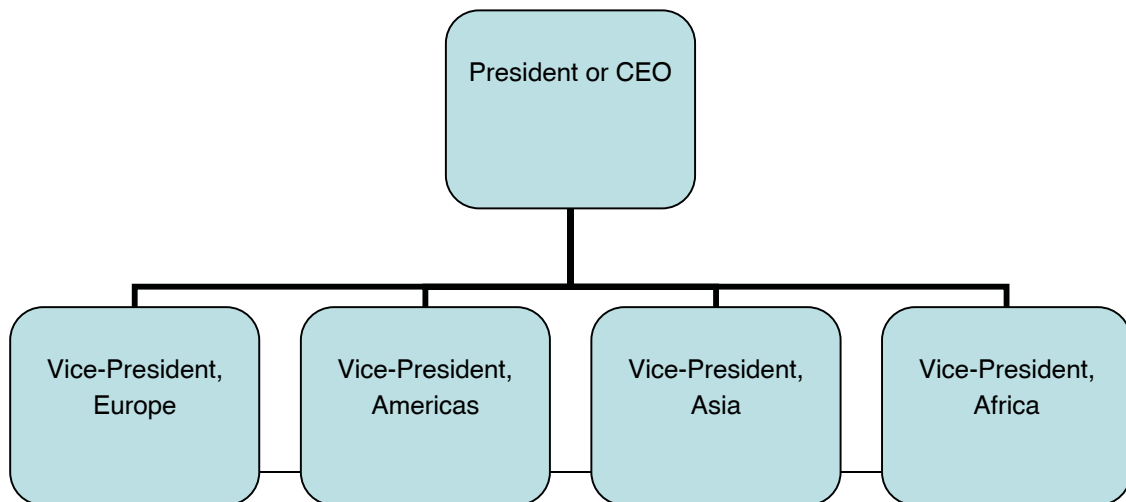 President or CEO
Vice-President,
Europe
Vice-President,
Americas
Vice-President,
Asia
Vice-President,
Africa